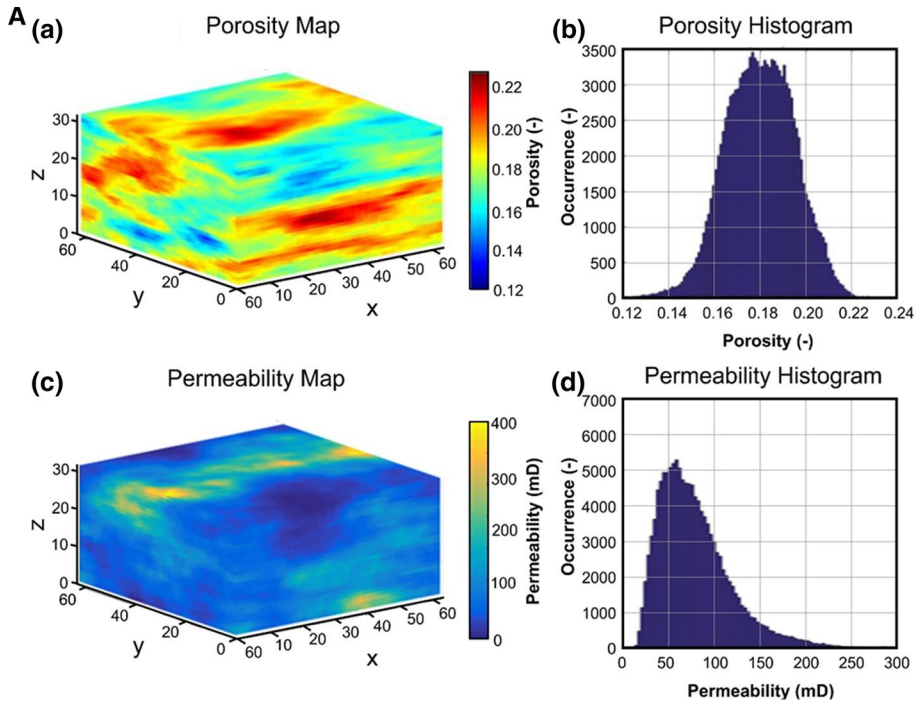 A
(a)
Porosity Map
30
20
10
0
z
60
40
20
0
y
60
10
20
30
40
50
60
x
0.22
0.20
0.18
0.16
0.14
0.12
Porosity (-)
(b)
Porosity Histogram
3500
3000
2500
2000
1500
1000
500
0
Occurrence (-)
0.12 0.14 0.16 0.18 0.20 0.22 0.24
Porosity (-)
(c)
Permeability Map
30
20
10
0
z
60
40
20
0
y
60
10
20
30
40
50
60
x
400
300
200
100
0
Permeability (mD)
(d)
Permeability Histogram
7000
6000
5000
4000
3000
2000
1000
0
Occurrence (-)
0 50 100 150 200 250 300
Permeability (mD)